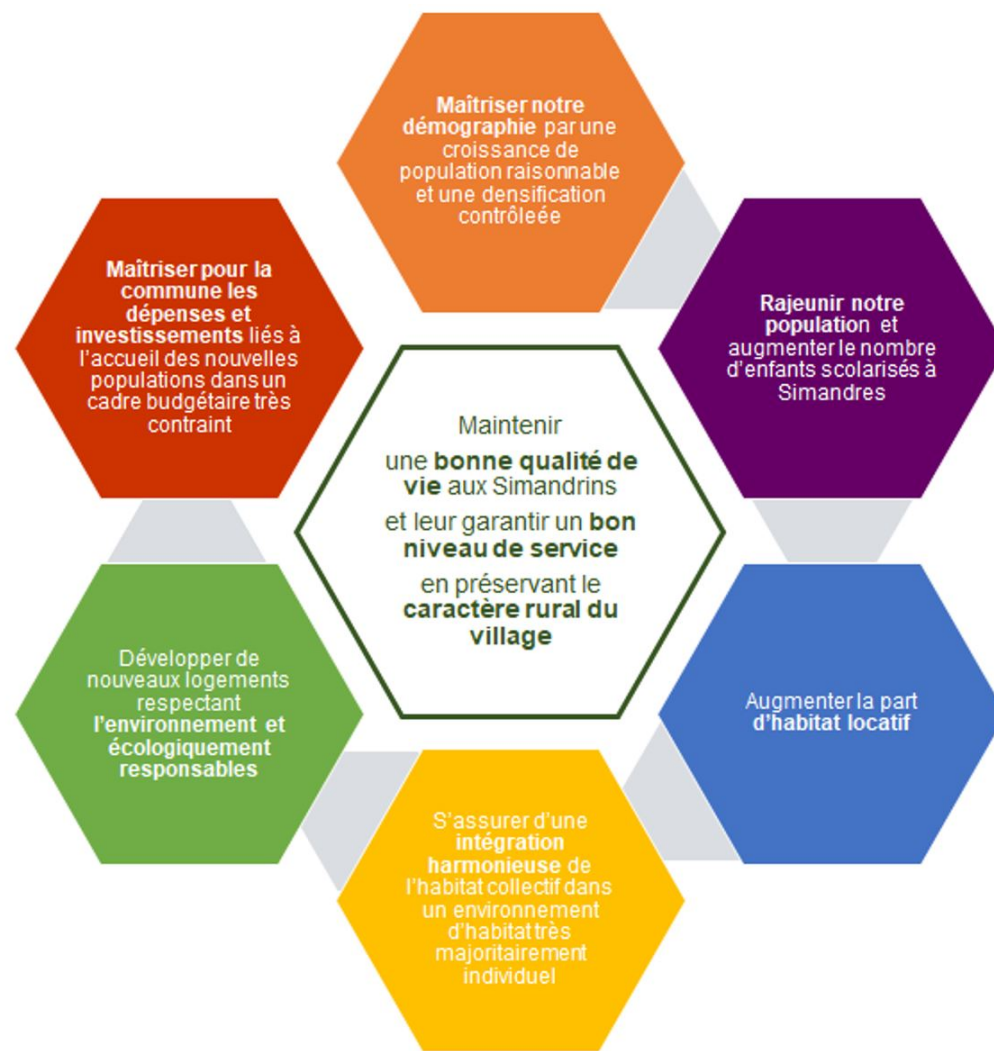 Maîtriser notre
démographie par une
croissance de
population raisonnable
et une densification
contrôleée
Maîtriser pour la
commune les
dépenses et
investissements liés à
l'accueil des nouvelles
populations dans un
cadre budgétaire très
contraint
Rajeunir notre
population et
augmenter le nombre
d'enfants scolarisés à
Simandres
Maintenir
une bonne qualité de
vie aux Simandrins
et leur garantir un bon
niveau de service
en préservant le
caractère rural du
village
Développer de
nouveaux logements
respectant
l'environnement et
écologiquement
responsables
Augmenter la part
d'habitat locatif
S'assurer d'une
intégration
harmonieuse de
l'habitat collectif dans
un environnement
d'habitat très
majoritairement
individuel